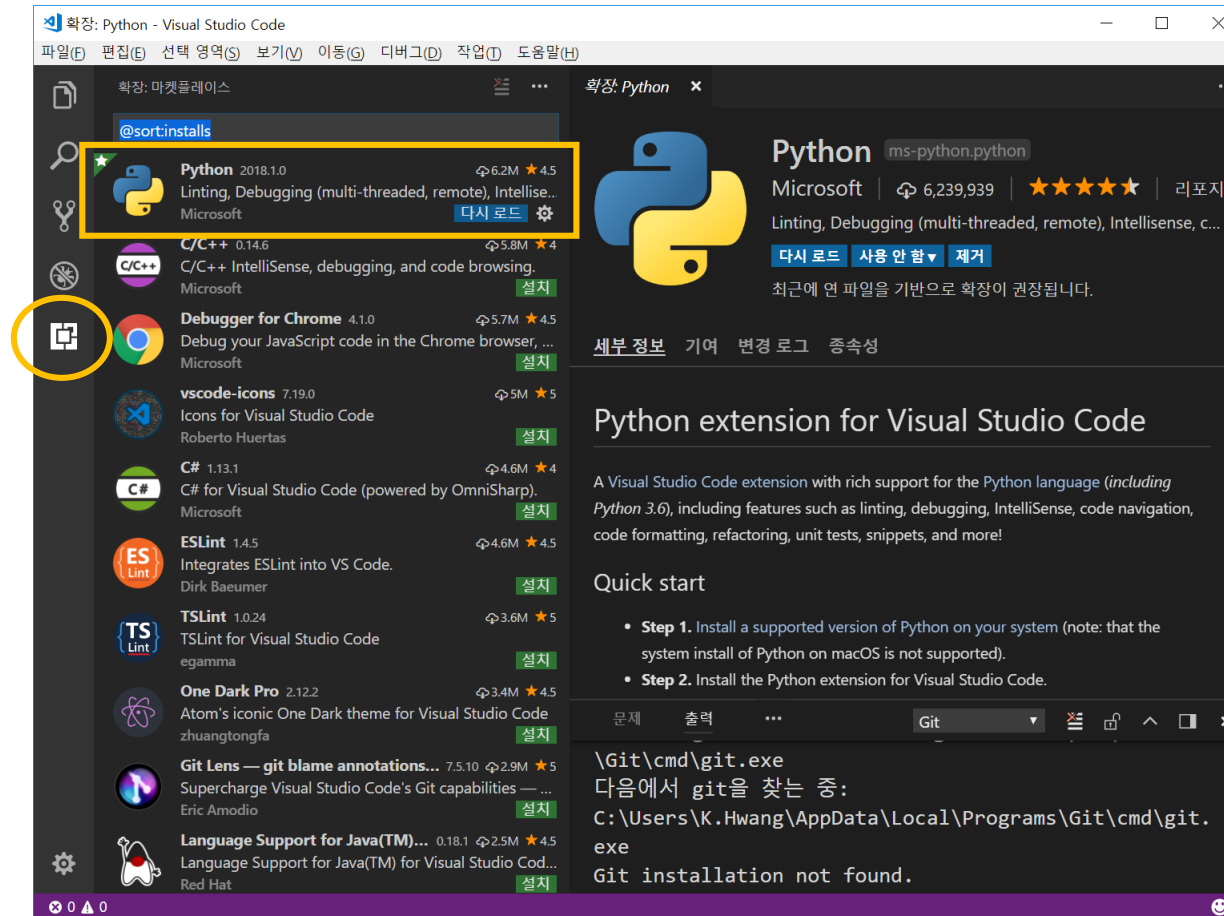 확장: Python - Visual Studio Code
파일(F) 편집(E) 선택 영역(S) 보기(V) 이동(G) 디버그(D) 작업(T) 도움말(H)
확장: 마켓플레이스
@sort:installs
Python 2018.1.0 6.2M 4.5
Linting, Debugging (multi-threaded, remote), Intellise...
Microsoft 다시 로드
C/C++ 0.14.6 5.8M 4
C/C++
C/C++ IntelliSense, debugging, and code browsing.
Microsoft 설치
Debugger for Chrome 4.1.0 5.7M 4.5
Debug your JavaScript code in the Chrome browser, ...
Microsoft 설치
vscode-icons 7.19.0 5M 5
Icons for Visual Studio Code
Roberto Huertas 설치
C# 1.13.1 4.6M 4
C#
C# for Visual Studio Code (powered by OmniSharp).
Microsoft 설치
ESLint 1.4.5 4.6M 4.5
{ES}
Lint
Integrates ESLint into VS Code.
Dirk Baeumer 설치
TSLint 1.0.24 3.6M 5
{TS}
Lint
TSLint for Visual Studio Code
egamma 설치
One Dark Pro 2.12.2 3.4M 4.5
Atom's iconic One Dark theme for Visual Studio Code
zhuangtongfa 설치
Git Lens — git blame annotations... 7.5.10 2.9M 5
Supercharge Visual Studio Code's Git capabilities — ...
Eric Amodio 설치
Language Support for Java(TM)... 0.18.1 2.5M 4.5
Language Support for Java(TM) for Visual Studio Cod...
Red Hat 설치
확장: Python
Python ms-python.python
Microsoft 6,239,939 리포지
Linting, Debugging (multi-threaded, remote), Intellisense, c...
다시 로드 사용 안 함 제거
최근에 연 파일을 기반으로 확장이 권장됩니다.
세부 정보 기여 변경 로그 종속성
Python extension for Visual Studio Code
A Visual Studio Code extension with rich support for the Python language (including
Python 3.6), including features such as linting, debugging, IntelliSense, code navigation,
code formatting, refactoring, unit tests, snippets, and more!
Quick start
• Step 1. Install a supported version of Python on your system (note: that the
system install of Python on macOS is not supported).
• Step 2. Install the Python extension for Visual Studio Code.
문제 출력 ... Git
\Git\cmd\git.exe
다음에서 git을 찾는 중:
C:\Users\K.Hwang\AppData\Local\Programs\Git\cmd\git.
exe
Git installation not found.
0 0